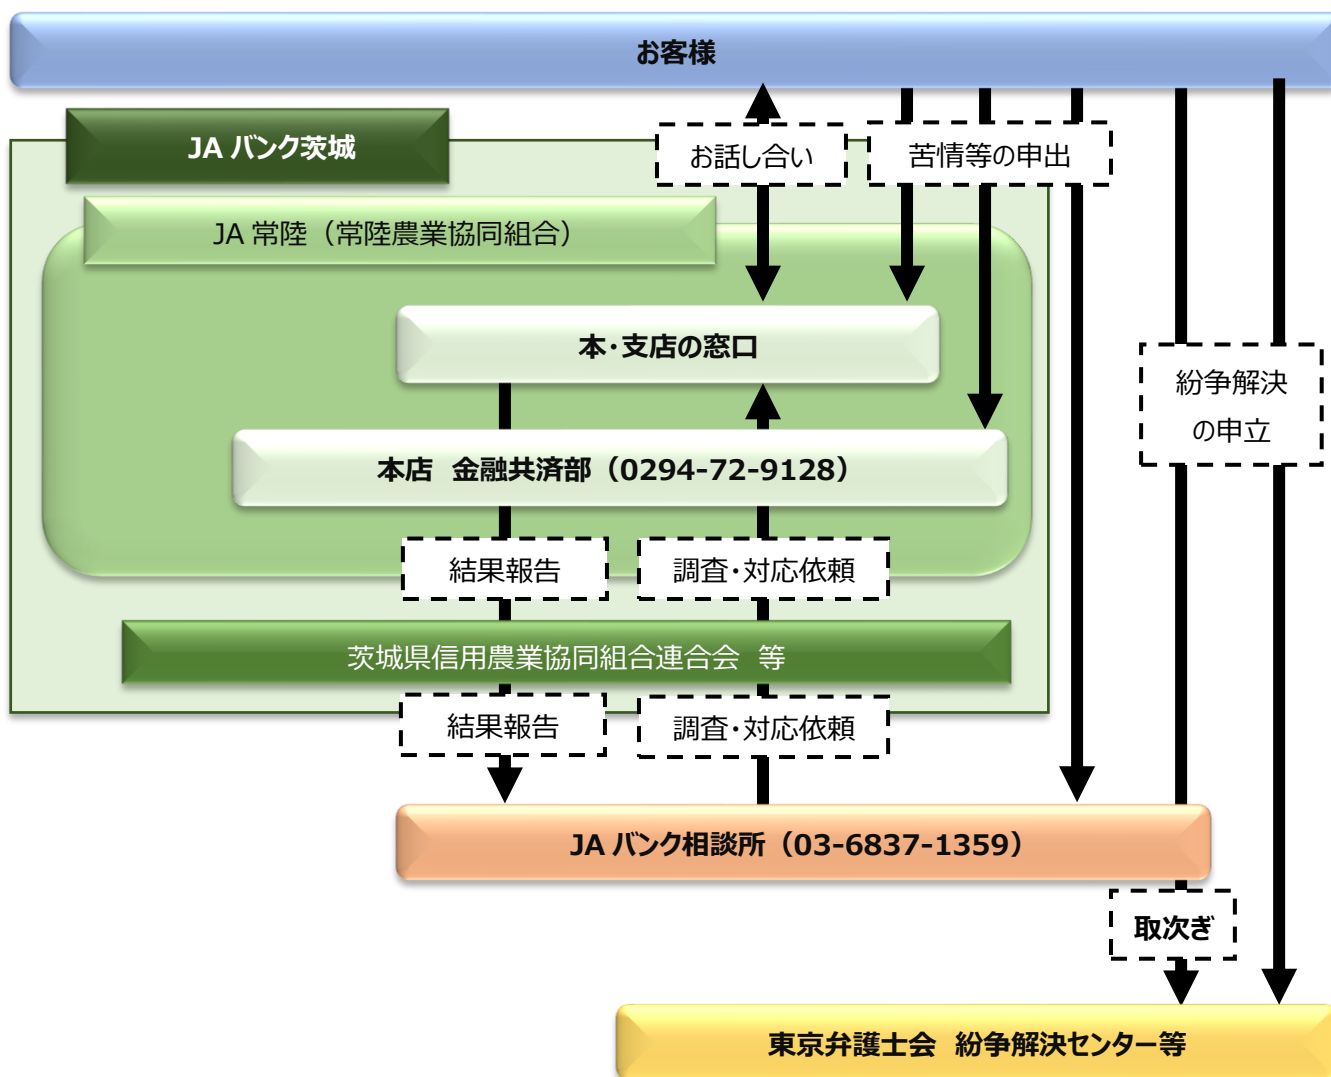 お客様
JA バンク茨城
お話し合い
苦情等の申出
JA 常陸（常陸農業協同組合）
本・支店の窓口
紛争解決
の申立
本店 金融共済部（0294-72-9128）
結果報告
調査・対応依頼
茨城県信用農業協同組合連合会 等
結果報告
調査・対応依頼
JA バンク相談所（03-6837-1359）
取次ぎ
東京弁護士会 紛争解決センター等